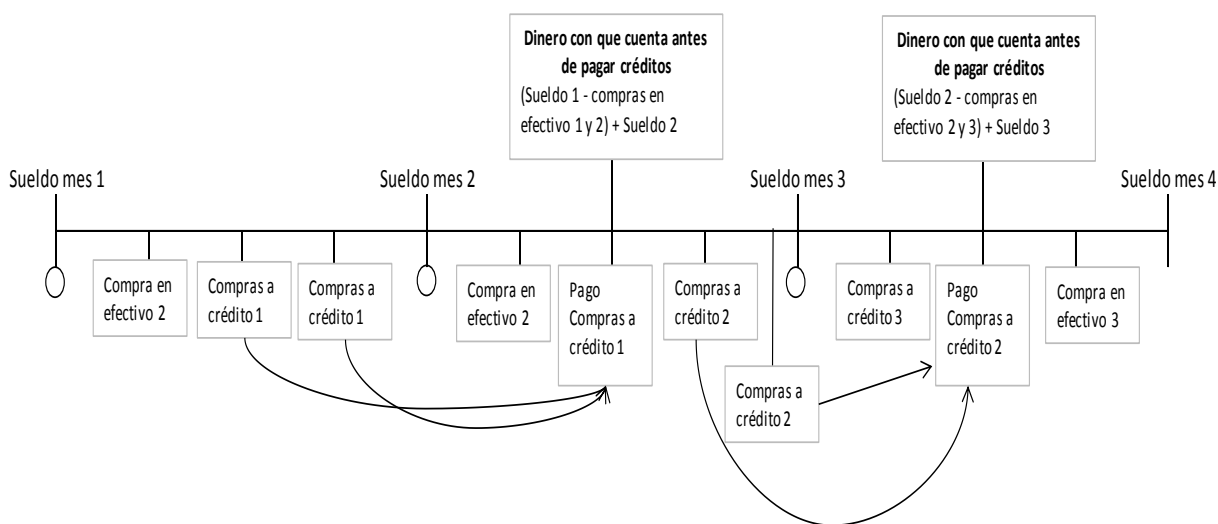 Dinero con que cuenta antes
de pagar créditos
(Sueldo 1 - compras en
efectivo 1 y 2) + Sueldo 2
Dinero con que cuenta antes
de pagar créditos
(Sueldo 2 - compras en
efectivo 2 y 3) + Sueldo 3
Sueldo mes 1
Sueldo mes 2
Sueldo mes 3
Sueldo mes 4
Compra en
efectivo 2
Compras a
crédito 1
Compras a
crédito 1
Compra en
efectivo 2
Pago
Compras a
crédito 1
Compras a
crédito 2
Compras a
crédito 2
Compras a
crédito 3
Pago
Compras a
crédito 2
Compra en
efectivo 3